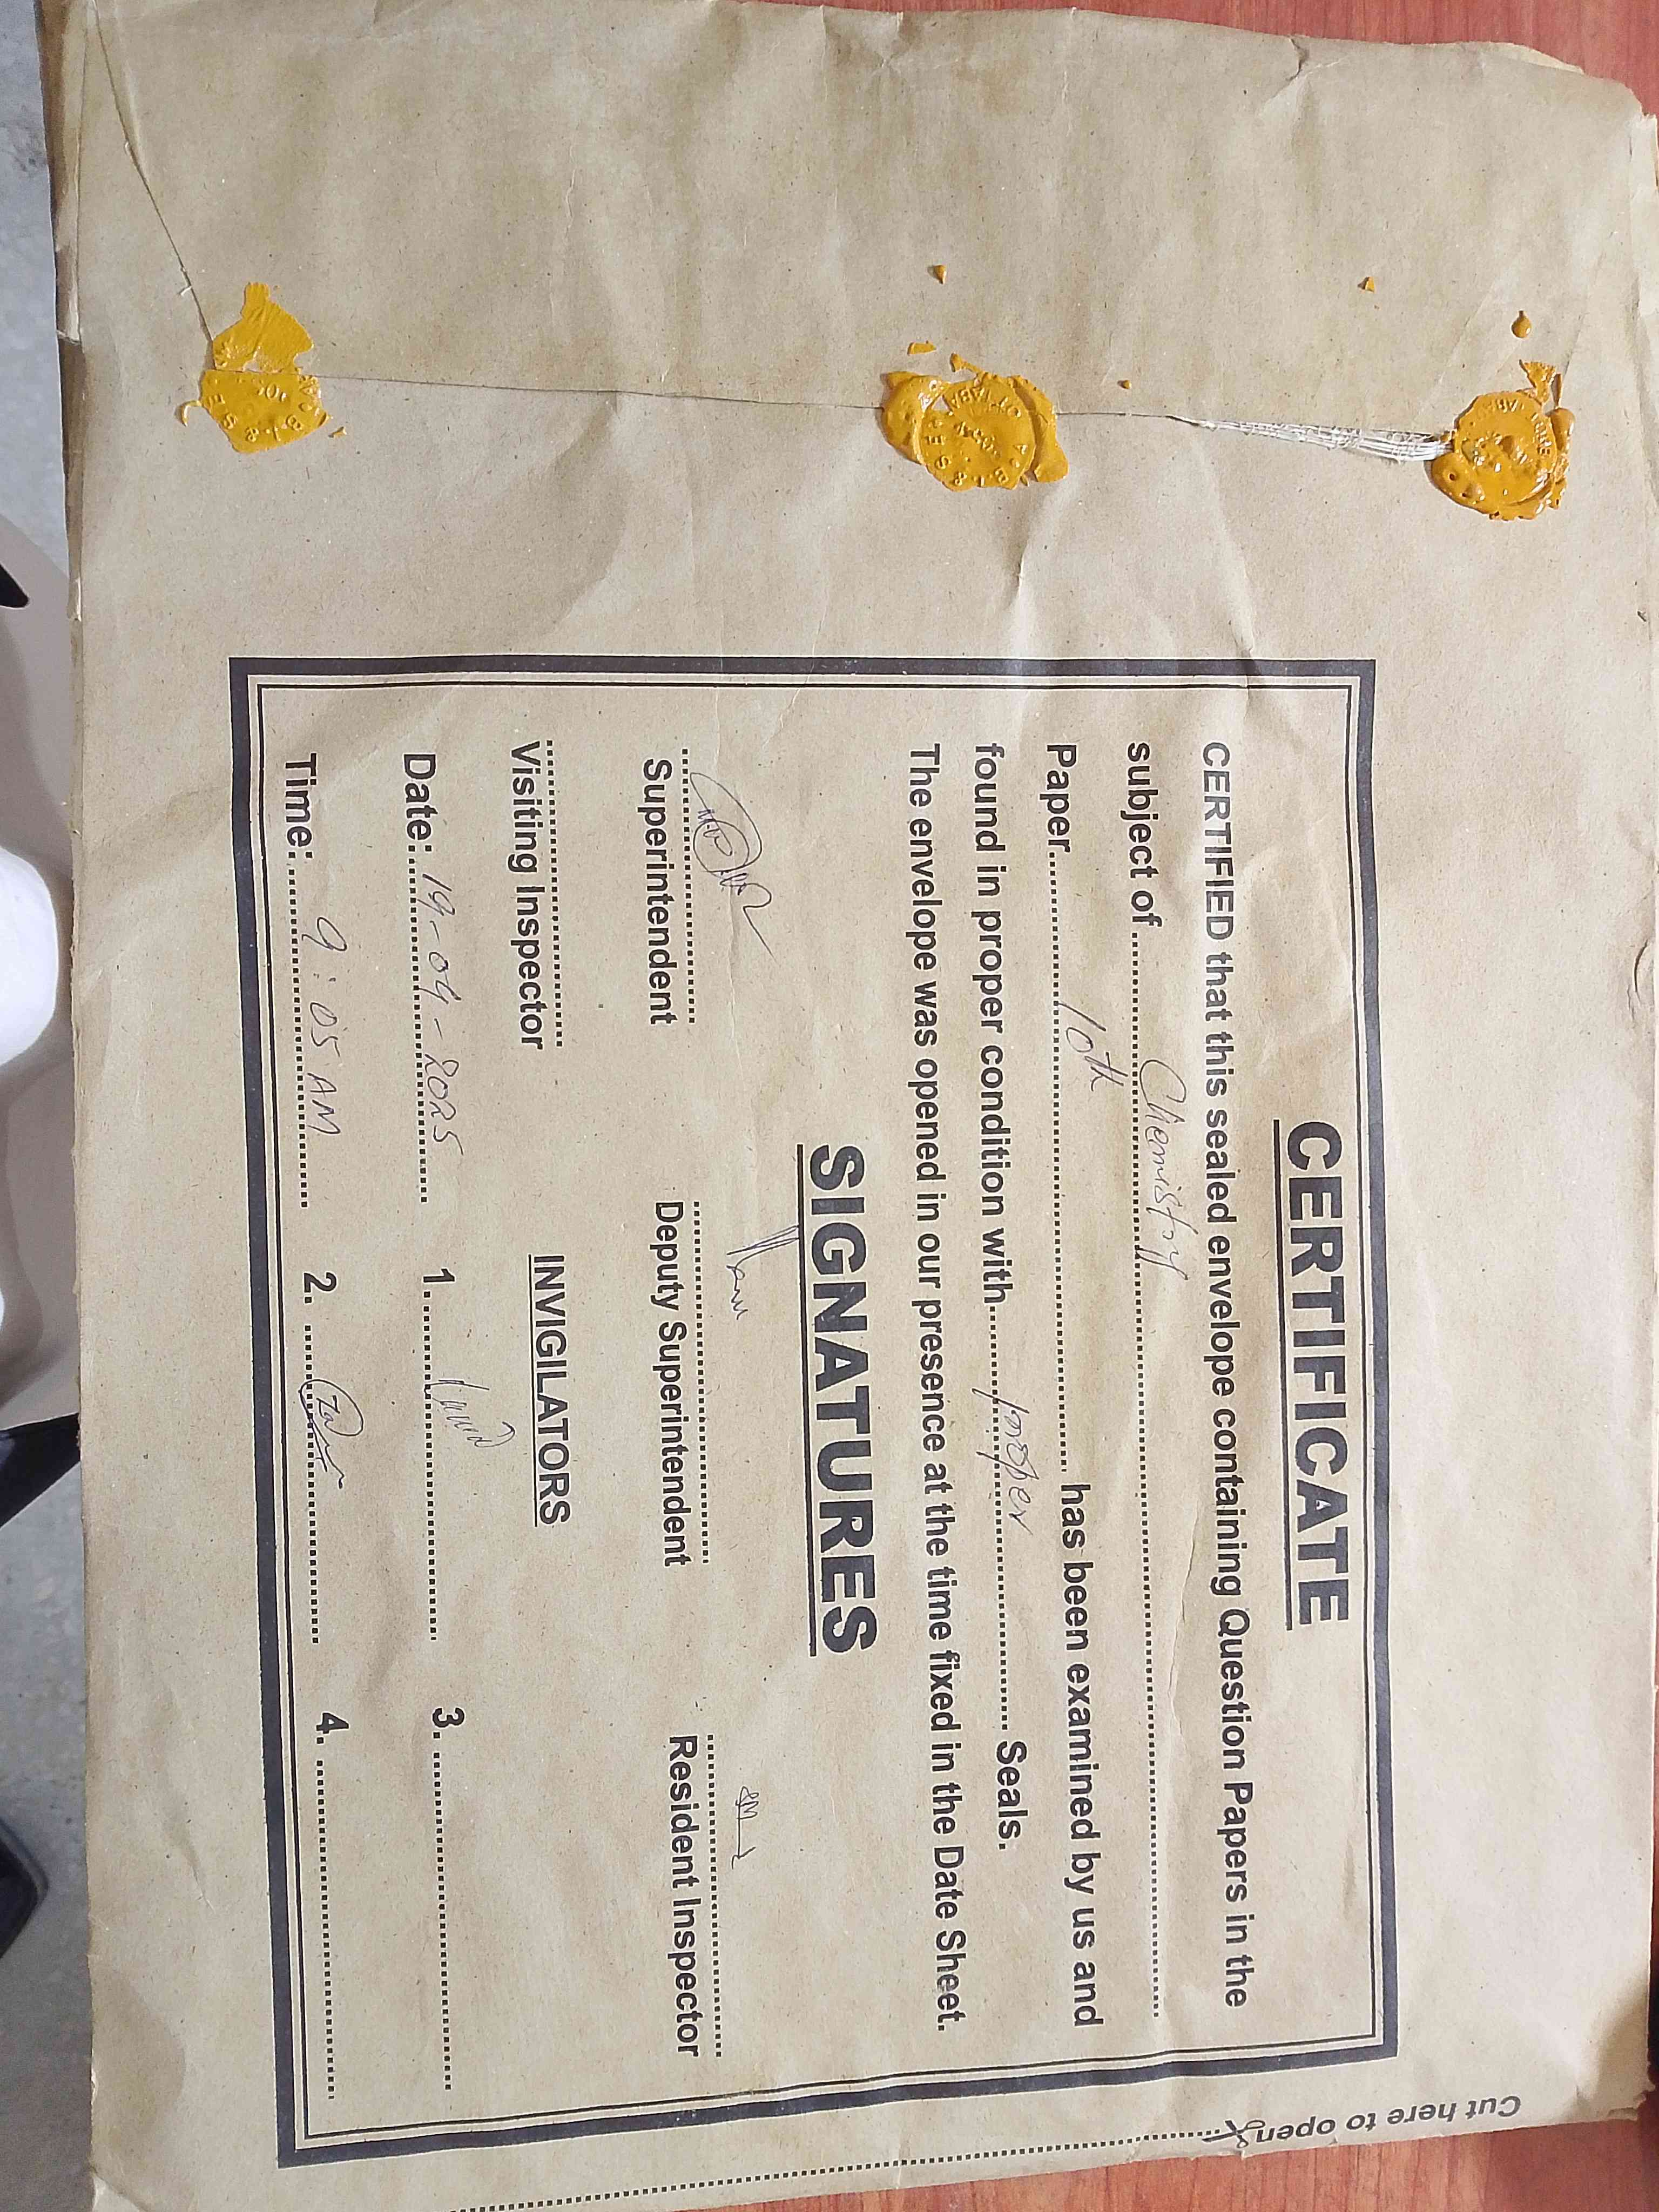 CERTIFICATE
CERTIFIED that this sealed envelope containing Question Papers in the
subject of Chemistry
Paper 10th has been examined by us and
found in proper condition with proper Seals.
The envelope was opened in our presence at the time fixed in the Date Sheet.
SIGNATURES
Superintendent Deputy Superintendent Resident Inspector
Visiting Inspector
INVIGILATORS
Date: 19-04-2025 1. 3.
Time: 9:05 AM 2. 4.
Cut here to open